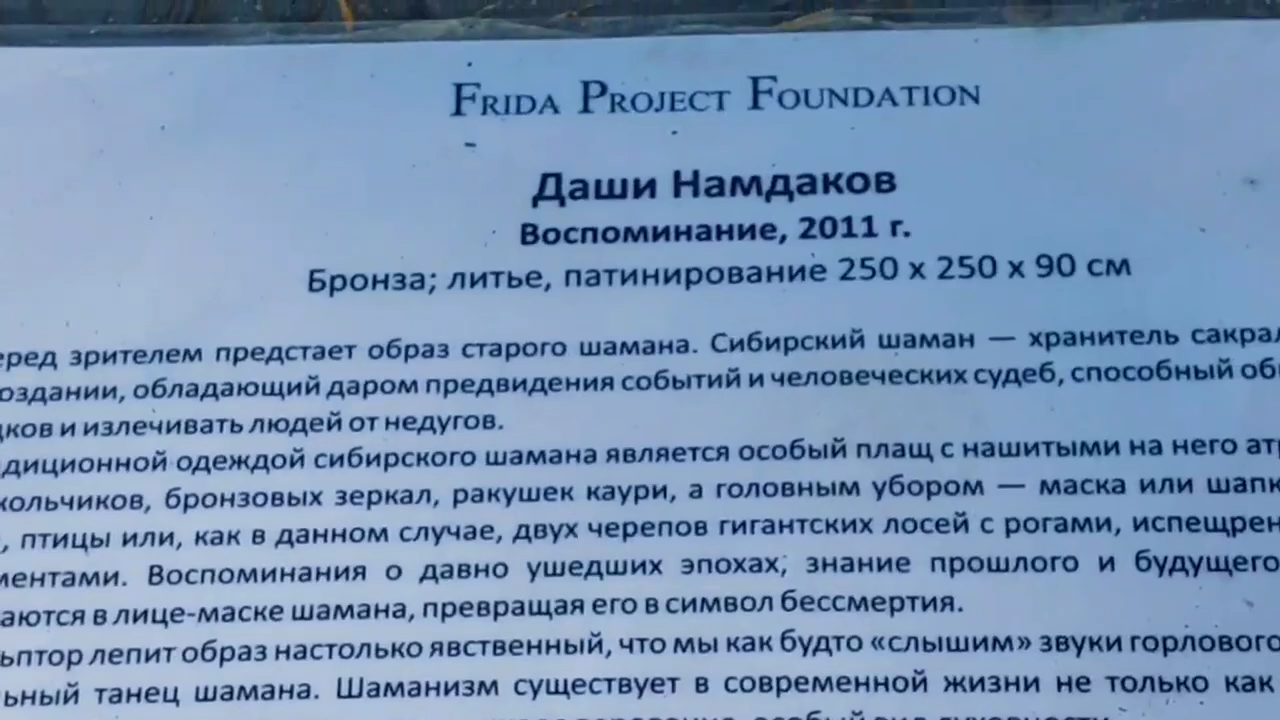 FRIDA PROJECT FOUNDATION
Даши Намдаков
Воспоминание, 2011 г.
Бронза; литье, патинирование 250 х 250 х 90 см
еред зрителем предстает образ старого шамана. Сибирский шаман — хранитель сакрал
оздании, обладающий даром предвидения событий и человеческих судеб, способный об
дков и излечивать людей от недугов.
диционной одеждой сибирского шамана является особый плащ с нашитыми на него ат
кольчиков, бронзовых зеркал, ракушек каури, а головным убором — маска или шапк
, птицы или, как в данном случае, двух черепов гигантских лосей с рогами, испещрен
ментами. Воспоминания о давно ушедших эпохах, знание прошлого и будущего
аются в лице-маске шамана, превращая его в символ бессмертия.
ьптор лепит образ настолько явственный, что мы как будто «слышим» звуки горлового
льный танец шамана. Шаманизм существует в современной жизни не только как